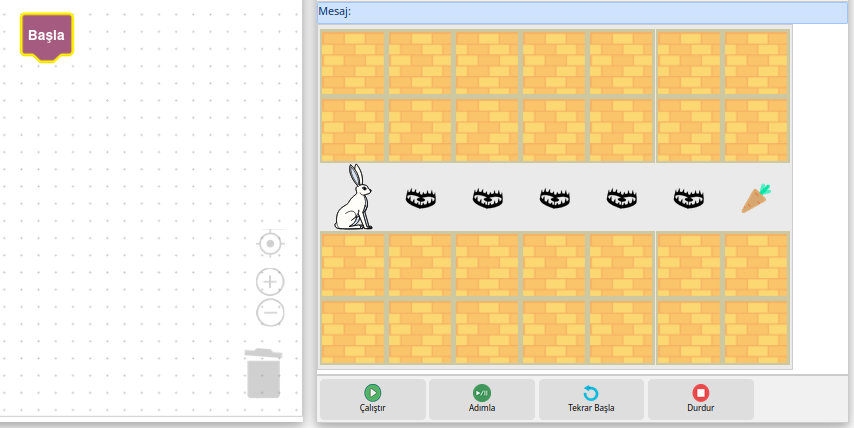 Mesaj:
Başla
Çalıştır
Adımla
Tekrar Başla
Durdur